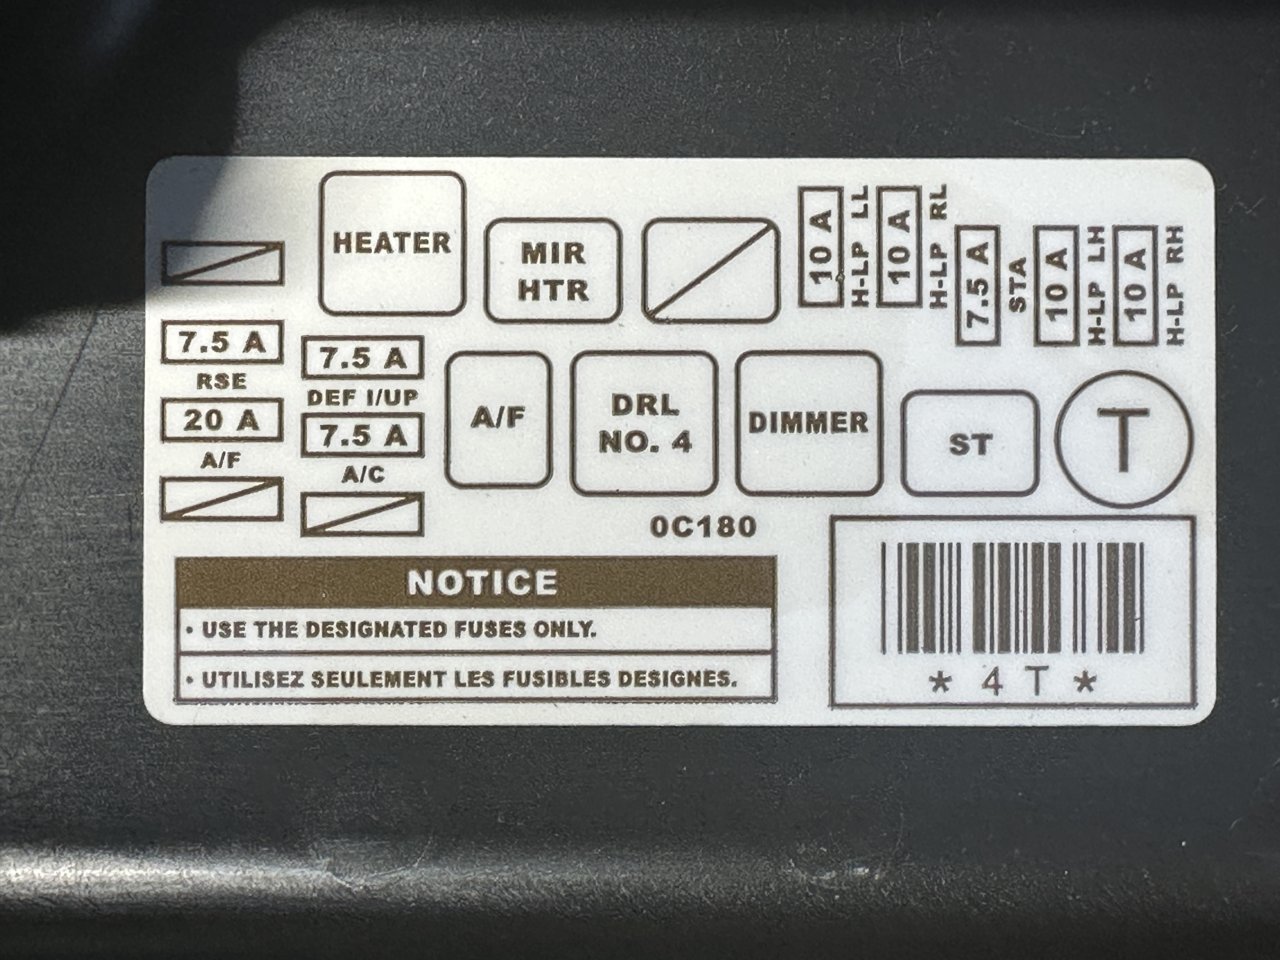 HEATER
MIR
HTR
10 A
H-LP LL
10 A
H-LP RL
7.5 A
STA
10 A
H-LP LH
10 A
H-LP RH
7.5 A
RSE
20 A
A/F
7.5 A
DEF I/UP
7.5 A
A/C
A/F
DRL
NO. 4
DIMMER
ST
T
0C180
NOTICE
• USE THE DESIGNATED FUSES ONLY.
• UTILISEZ SEULEMENT LES FUSIBLES DESIGNES.
* 4 T *